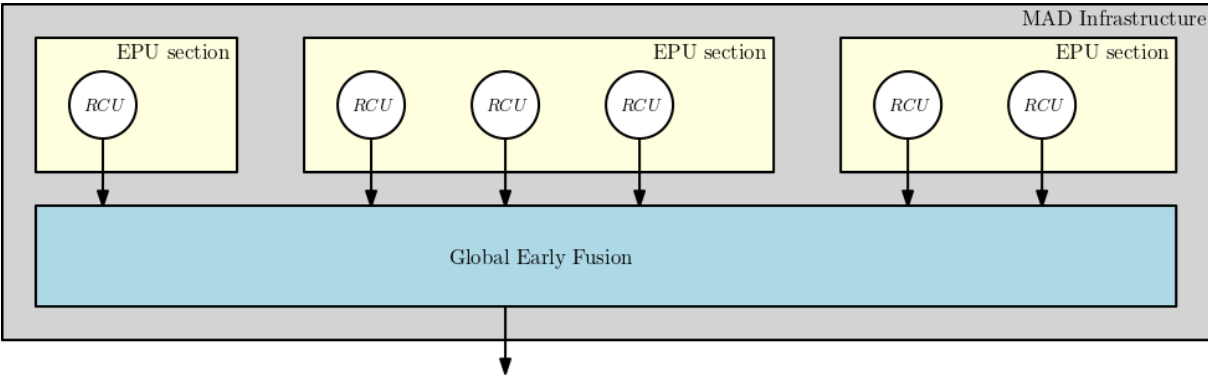 MAD Infrastructure
EPU section
EPU section
EPU section
RCU
RCU
RCU
RCU
RCU
RCU
Global Early Fusion